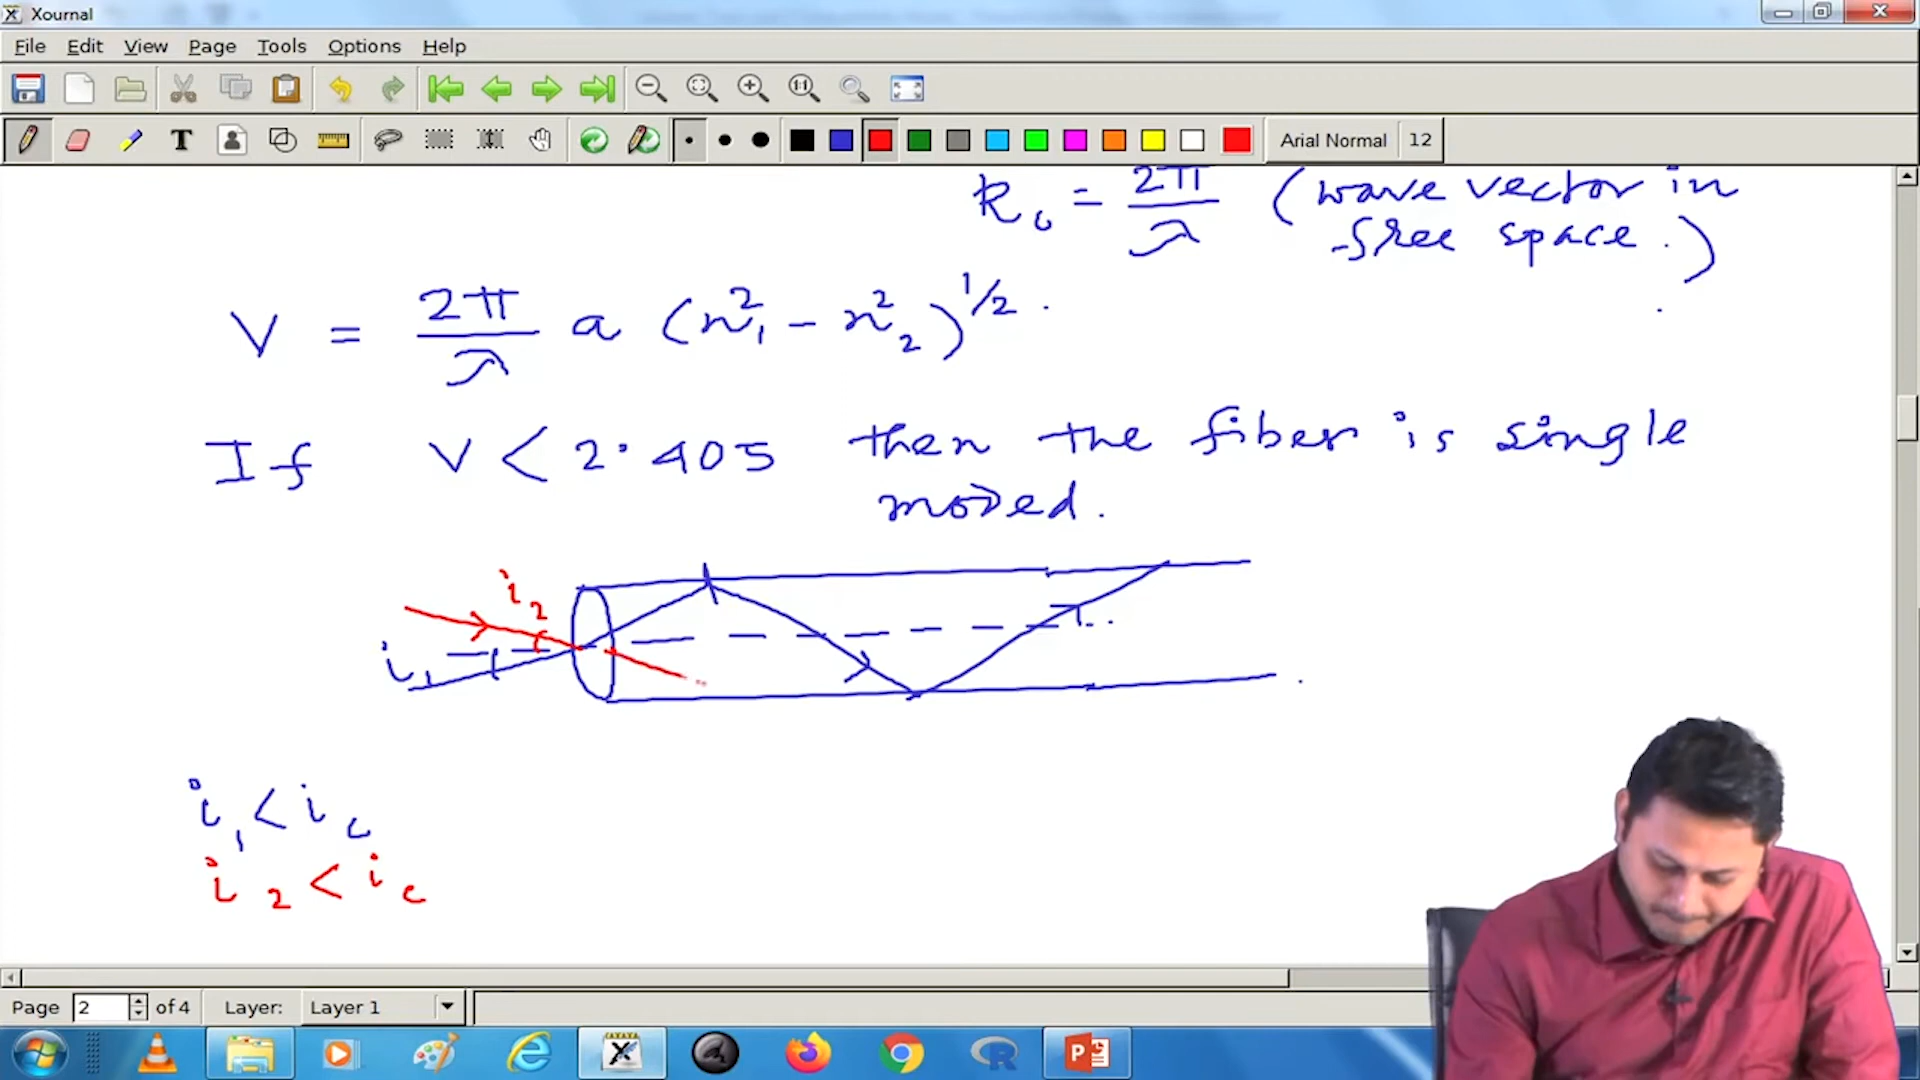 Xournal
File Edit View Page Tools Options Help
Arial Normal 12
k₀ = 2π/λ (wave vector in
free space.)
V = 2π/λ a (n₁² - n₂²)^1/2.
If V < 2.405 then the fiber is single
moded.
i₂
i₁
i₁ < i_c
i₂ < i_c
Page 2 of 4 Layer: Layer 1